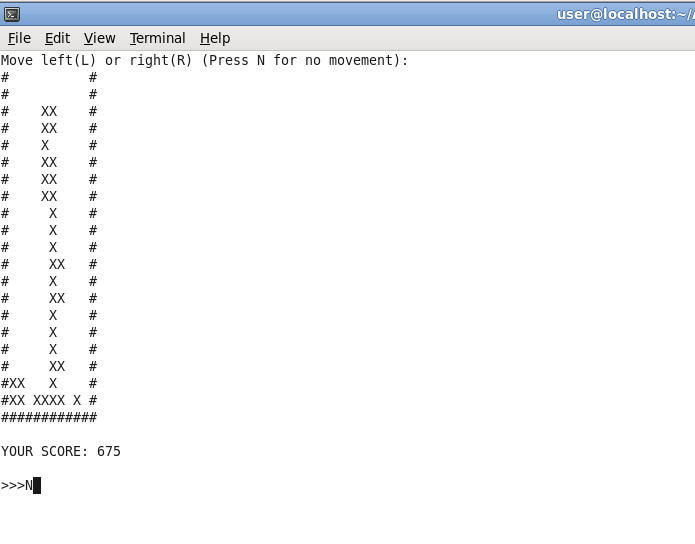 user@localhost:~/
File Edit View Terminal Help
Move left(L) or right(R) (Press N for no movement):
#          #
#          #
#    XX    #
#    XX    #
#    X     #
#    XX    #
#    XX    #
#    XX    #
#     X    #
#     X    #
#     X    #
#     XX   #
#     X    #
#     XX   #
#     X    #
#     X    #
#     X    #
#     XX   #
#XX   X    #
#XX XXXX X #
############
YOUR SCORE: 675
>>>N